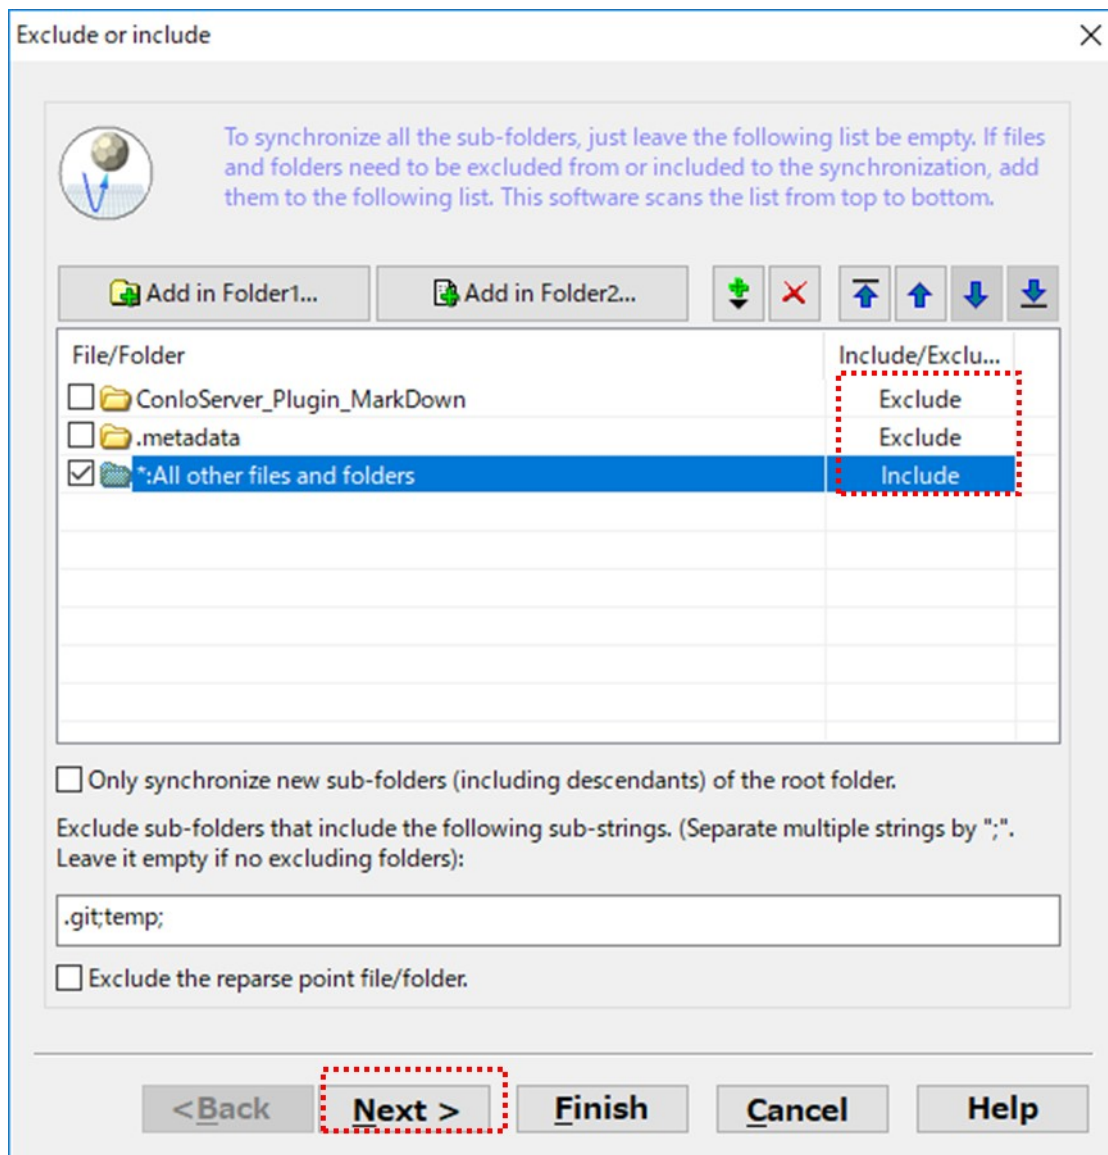 Exclude or include
To synchronize all the sub-folders, just leave the following list be empty. If files
and folders need to be excluded from or included to the synchronization, add
them to the following list. This software scans the list from top to bottom.
Add in Folder1...
Add in Folder2...
File/Folder Include/Exclu...
ConloServer_Plugin_MarkDown Exclude
.metadata Exclude
*:All other files and folders Include
Only synchronize new sub-folders (including descendants) of the root folder.
Exclude sub-folders that include the following sub-strings. (Separate multiple strings by ";".
Leave it empty if no excluding folders):
.git;temp;
Exclude the reparse point file/folder.
<Back Next > Finish Cancel Help